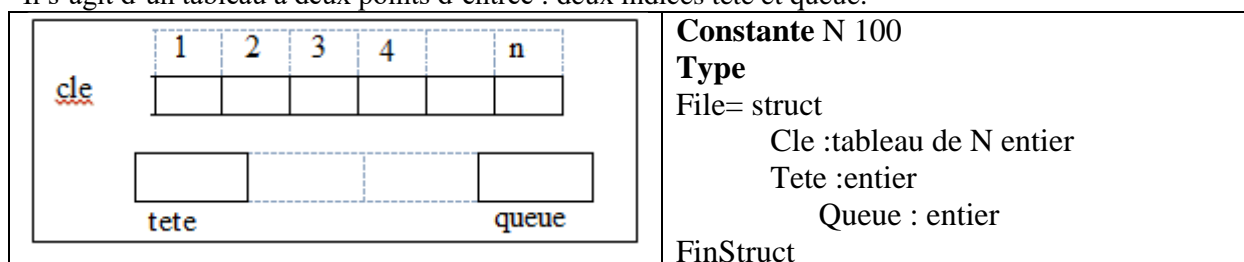 Il s'agit d'un tableau à deux points d'entrée : deux indices tête et queue.
1 2 3 4 n
cle
tete queue
Constante N 100
Type
File= struct
Cle :tableau de N entier
Tete :entier
Queue : entier
FinStruct